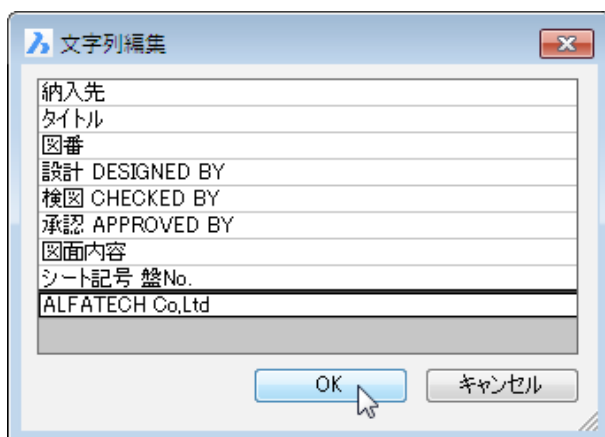 文字列編集
納入先
タイトル
図番
設計 DESIGNED BY
検図 CHECKED BY
承認 APPROVED BY
図面内容
シート記号 盤No.
ALFATECH Co,Ltd
OK
キャンセル